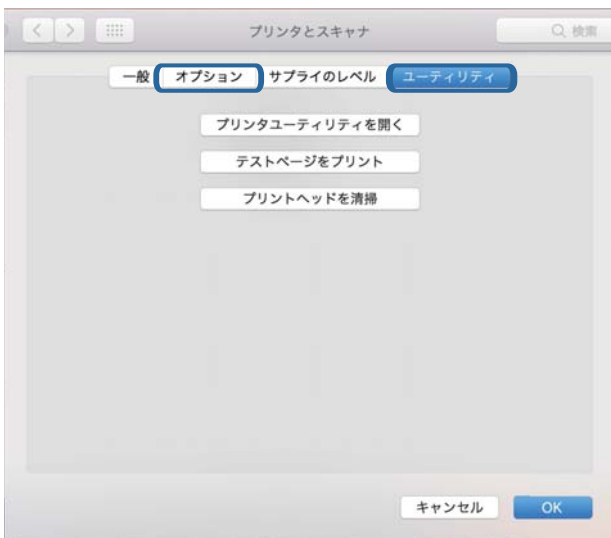 プリンタとスキャナ
検索
一般 オプション サプライのレベル ユーティリティ
プリンタユーティリティを開く
テストページをプリント
プリントヘッドを清掃
キャンセル OK